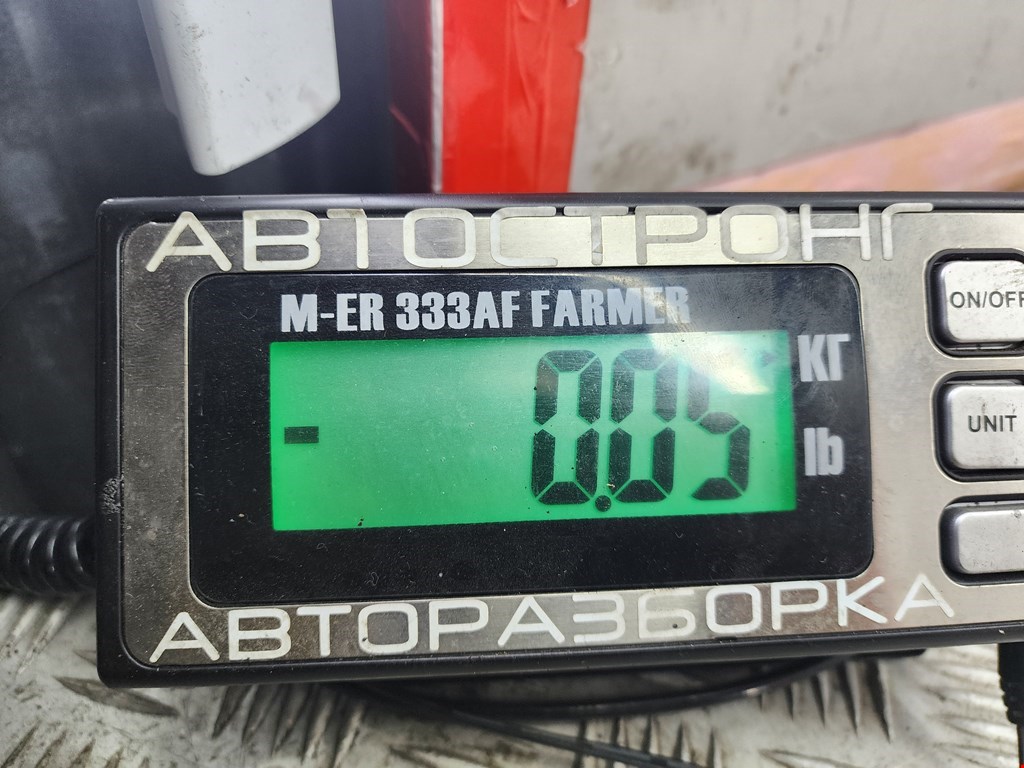 АВТОСТРОНГ
M-ER 333AF FARMER
ON/OFF
КГ
-0.05
lb
UNIT
АВТОРАЗБОРКА